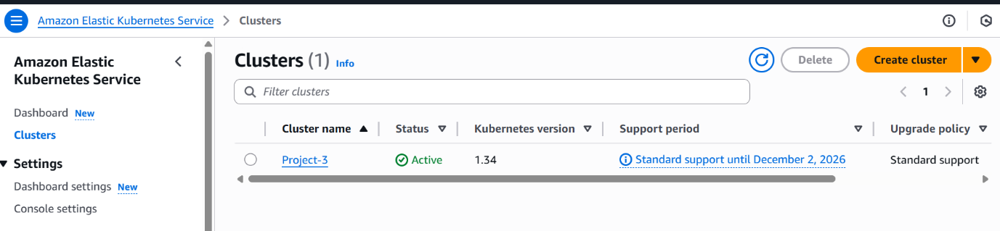 Amazon Elastic Kubernetes Service > Clusters
Amazon Elastic
Kubernetes Service
Dashboard New
Clusters
Settings
Dashboard settings New
Console settings
Clusters (1) Info
Delete
Create cluster
Filter clusters
1
Cluster name Status Kubernetes version Support period Upgrade policy
Project-3 Active 1.34 Standard support until December 2, 2026 Standard support